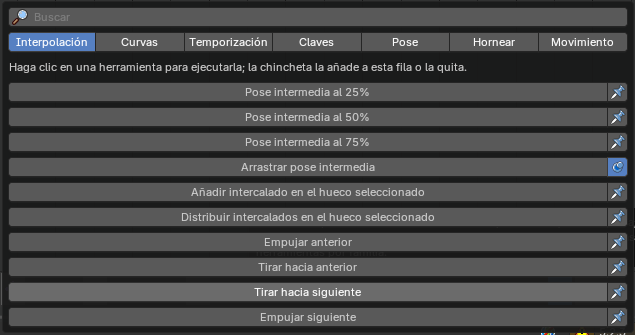 Buscar
Interpolación Curvas Temporización Claves Pose Hornear Movimiento
Haga clic en una herramienta para ejecutarla; la chincheta la añade a esta fila o la quita.
Pose intermedia al 25%
Pose intermedia al 50%
Pose intermedia al 75%
Arrastrar pose intermedia
Añadir intercalado en el hueco seleccionado
Distribuir intercalados en el hueco seleccionado
Empujar anterior
Tirar hacia anterior
Tirar hacia siguiente
Empujar siguiente